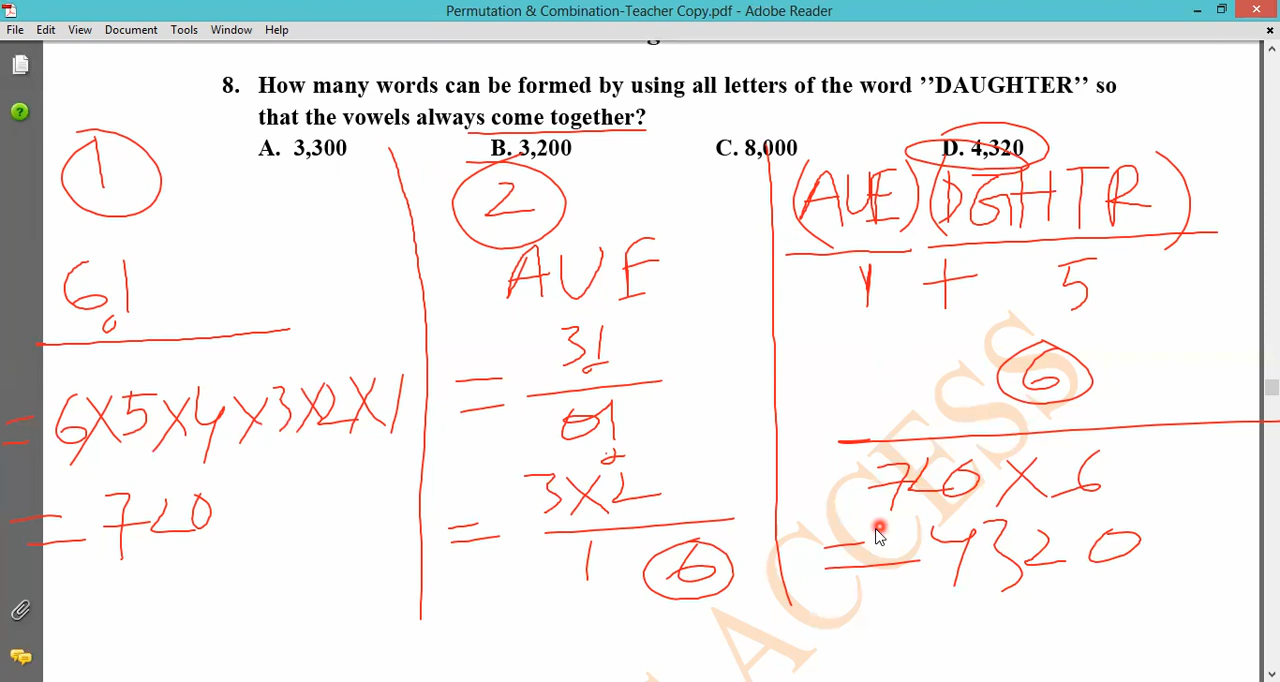 Permutation & Combination-Teacher Copy.pdf - Adobe Reader
File Edit View Document Tools Window Help
8. How many words can be formed by using all letters of the word ’’DAUGHTER’’ so
that the vowels always come together?
A. 3,300 B. 3,200 C. 8,000 D. 4,320
1
6!
= 6X5X4X3X2X1
= 720
2
AUE
= 3!
0!
= 3X2
1
6
(AUE) (DGHTR)
1 + 5
6
720 X 6
= 4320
ACCESS